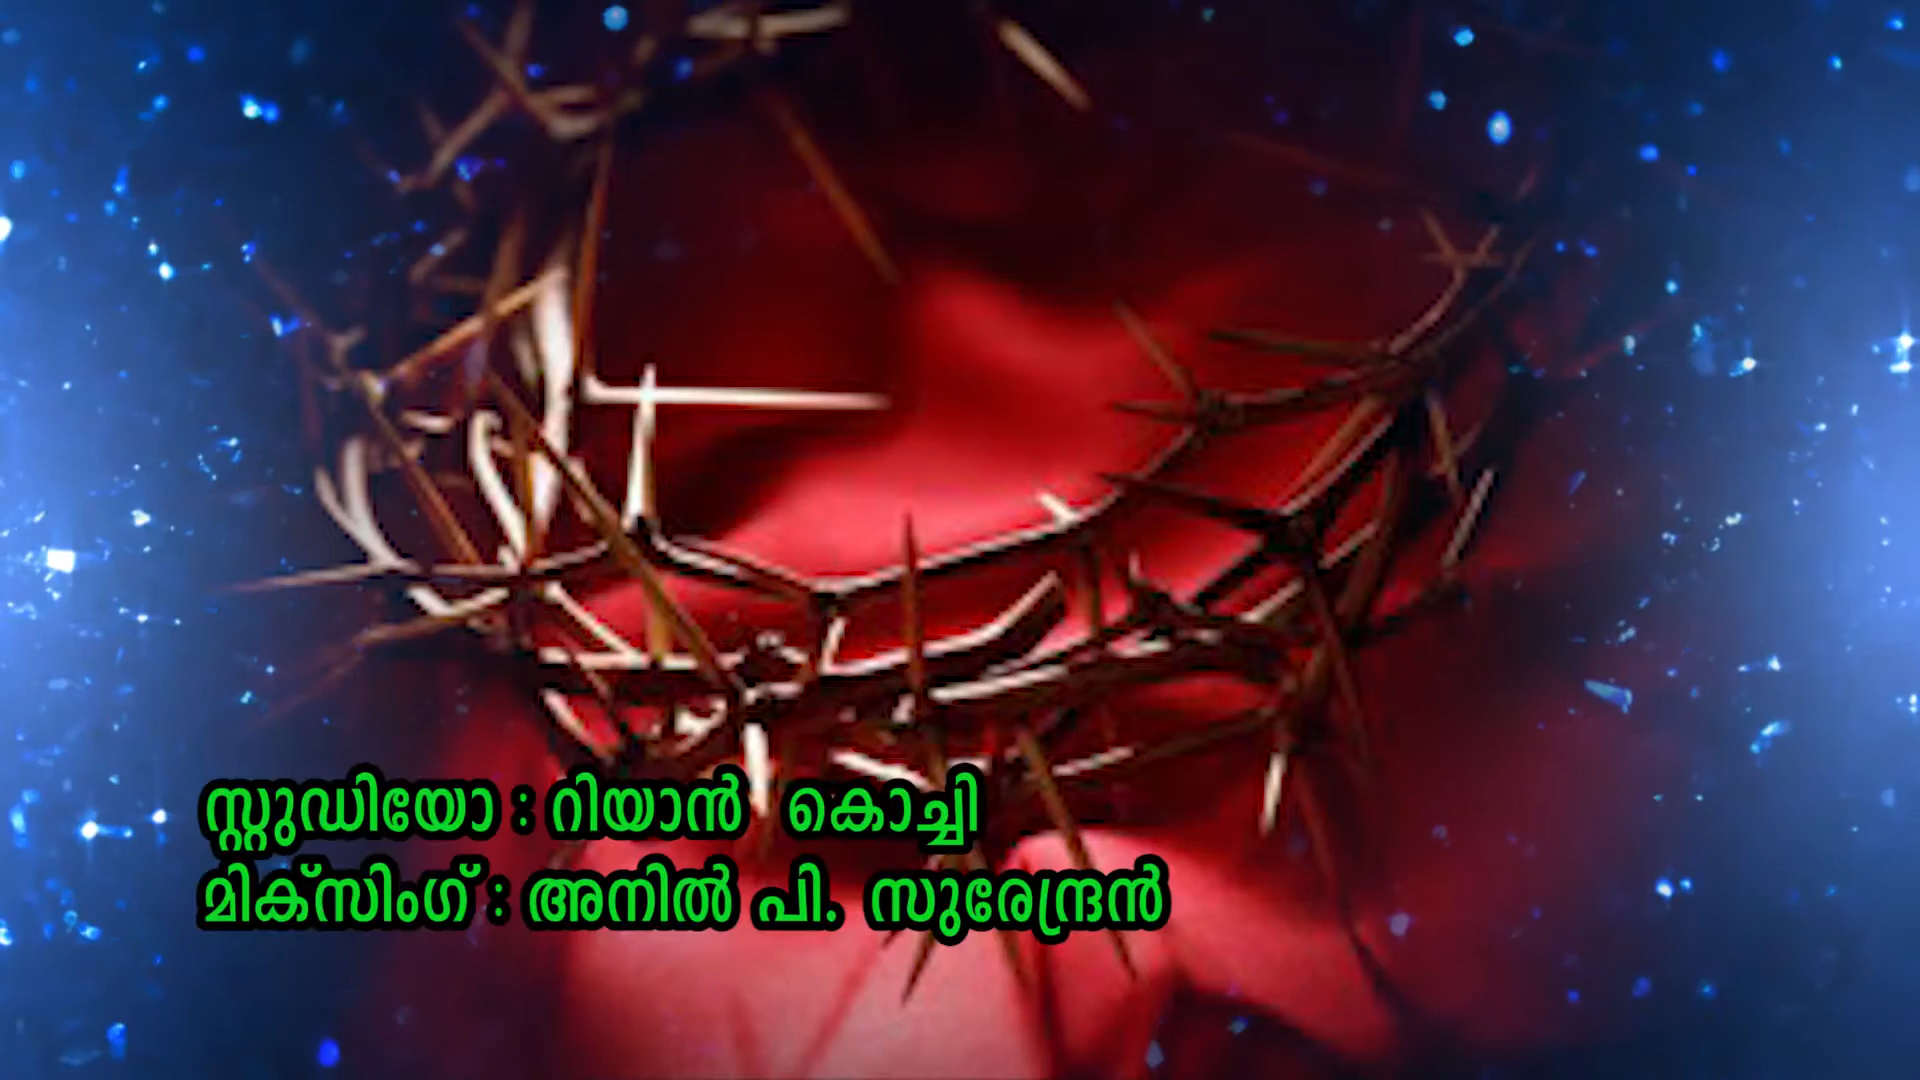 സ്റ്റുഡിയോ : റിയാൻ കൊച്ചി
മിക്സിംഗ് : അനിൽ പി. സുരേന്ദ്രൻ